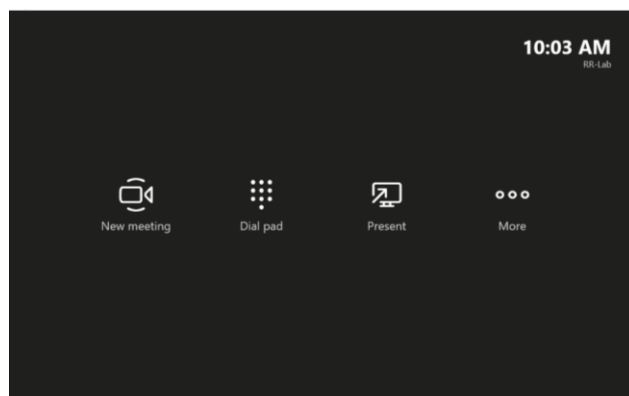 10:03 AM
RR-Lab
New meeting
Dial pad
Present
More